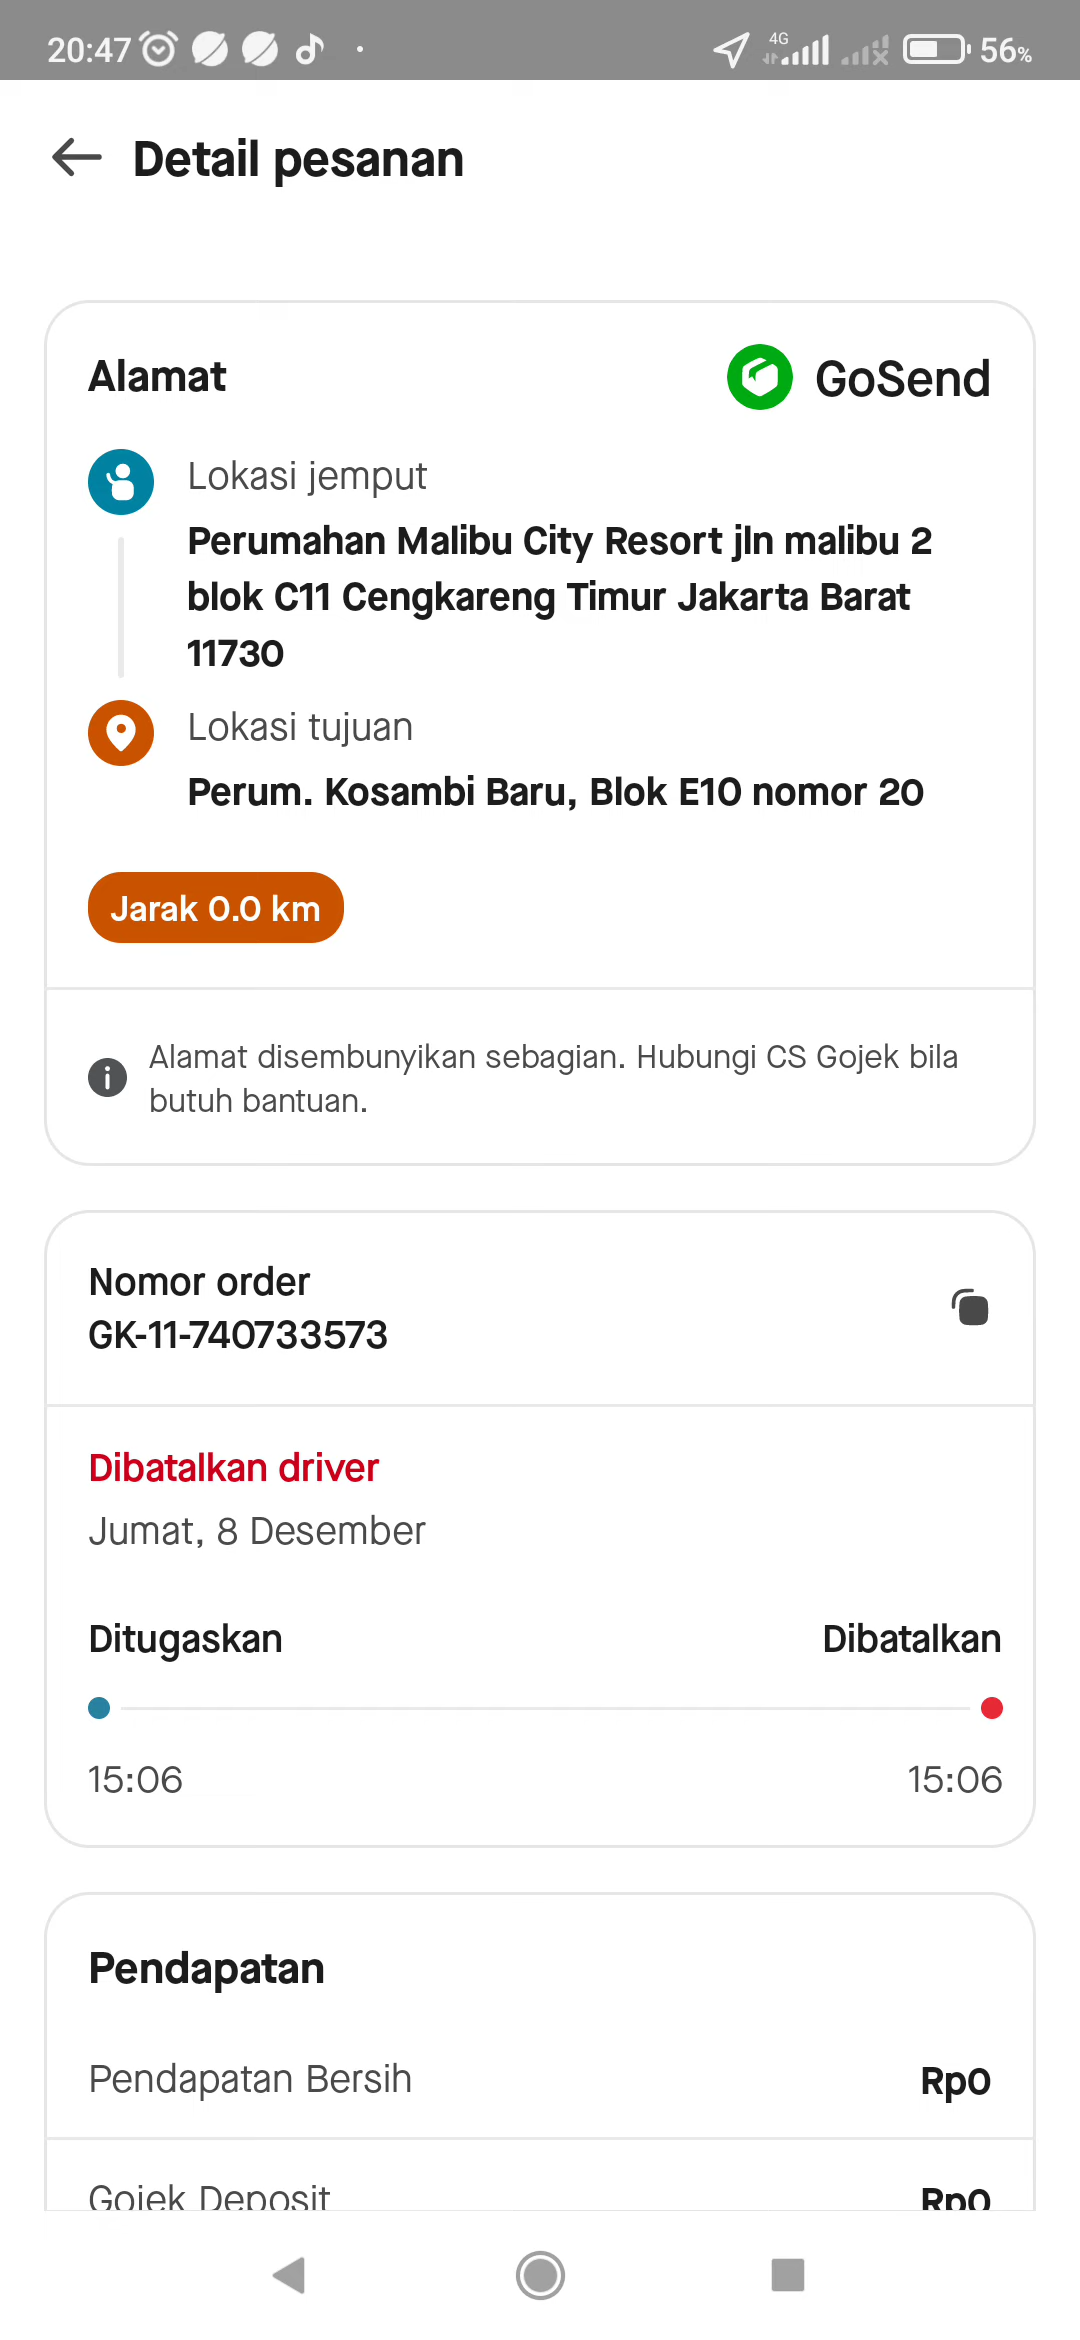 20:47
4G
56%
Detail pesanan
Alamat
GoSend
Lokasi jemput
Perumahan Malibu City Resort jln malibu 2
blok C11 Cengkareng Timur Jakarta Barat
11730
Lokasi tujuan
Perum. Kosambi Baru, Blok E10 nomor 20
Jarak 0.0 km
Alamat disembunyikan sebagian. Hubungi CS Gojek bila
butuh bantuan.
Nomor order
GK-11-740733573
Dibatalkan driver
Jumat, 8 Desember
Ditugaskan
Dibatalkan
15:06
15:06
Pendapatan
Pendapatan Bersih
Rp0
Gojek Deposit
Rp0